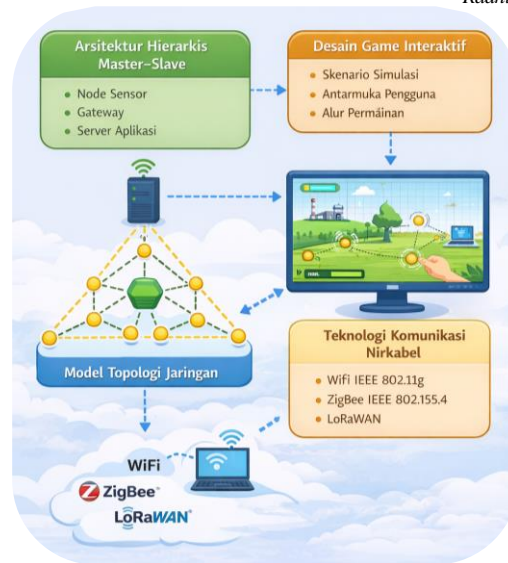 Arsitektur Hierarkis
Master–Slave
Node Sensor
Gateway
Server Aplikasi
Desain Game Interaktif
Skenario Simulasi
Antarmuka Pengguna
Alur Permáinan
Model Topologi Jaringan
Teknologi Komunikasi
Nirkabel
Wifi IEEE 802.11g
ZigBee IEEE 802.155.4
LoRaWAN
WiFi
ZigBee
LoRaWAN